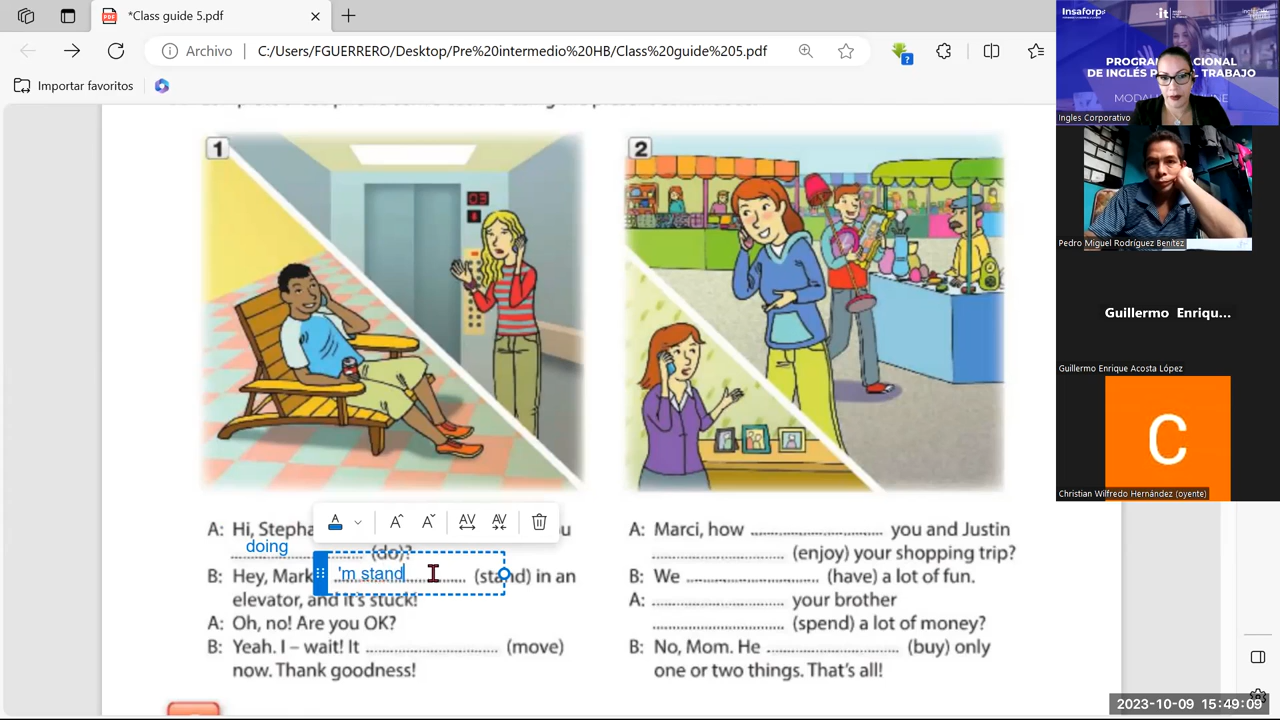 *Class guide 5.pdf
Archivo
C:/Users/FGUERRERO/Desktop/Pre%20intermedio%20HB/Class%20guide%205.pdf
Importar favoritos
1
2
03
A: Hi, Stepha
doing
(do)?
B: Hey, Mark 'm stand (stand) in an
elevator, and it's stuck!
A: Oh, no! Are you OK?
B: Yeah. I – wait! It (move)
now. Thank goodness!
A: Marci, how you and Justin
(enjoy) your shopping trip?
B: We (have) a lot of fun.
A: your brother
(spend) a lot of money?
B: No, Mom. He (buy) only
one or two things. That's all!
Insaforp
it
Ingles Corporativo
Pedro Miguel Rodríguez Benítez
Guillermo Enriqu...
Guillermo Enrique Acosta López
C
Christian Wilfredo Hernández (oyente)
2023-10-09 15:49:09